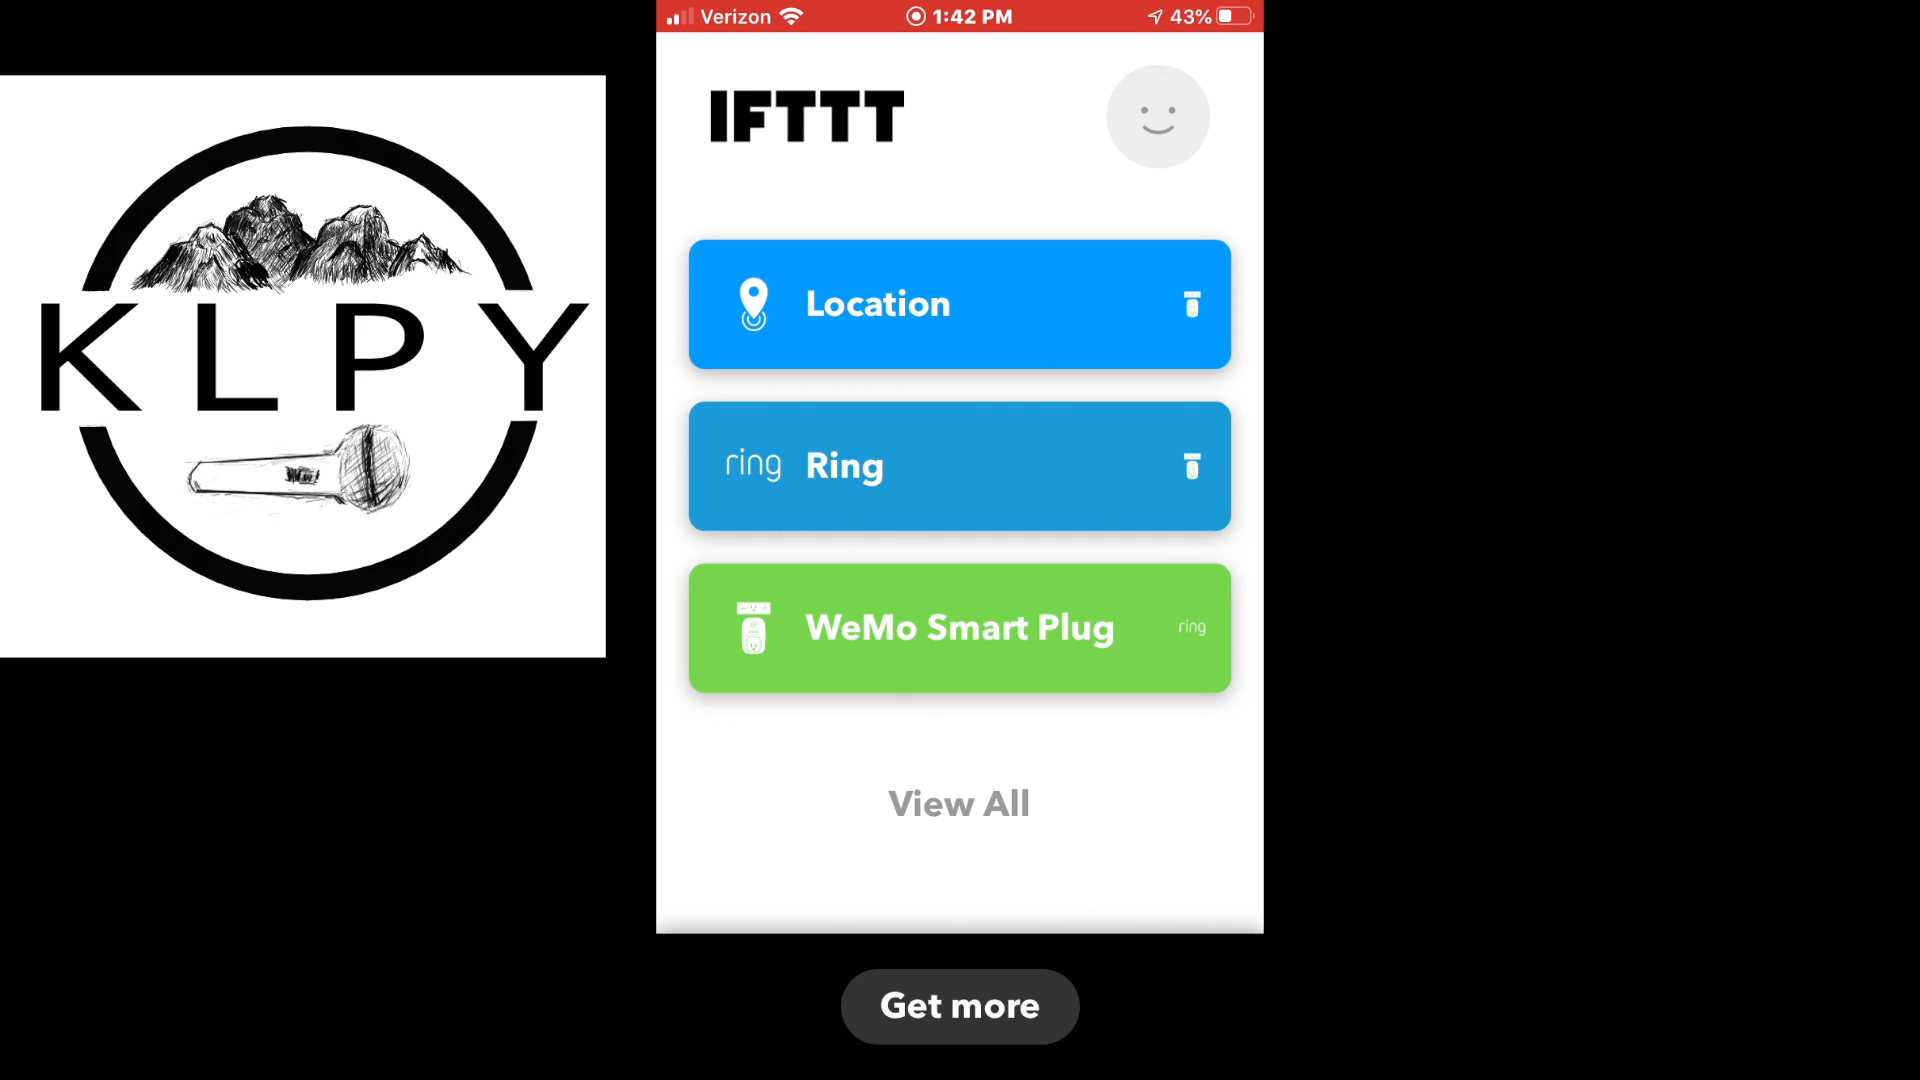 KLPY
Verizon 1:42 PM 43%
IFTTT
Location
ring Ring
WeMo Smart Plug ring
View All
Get more